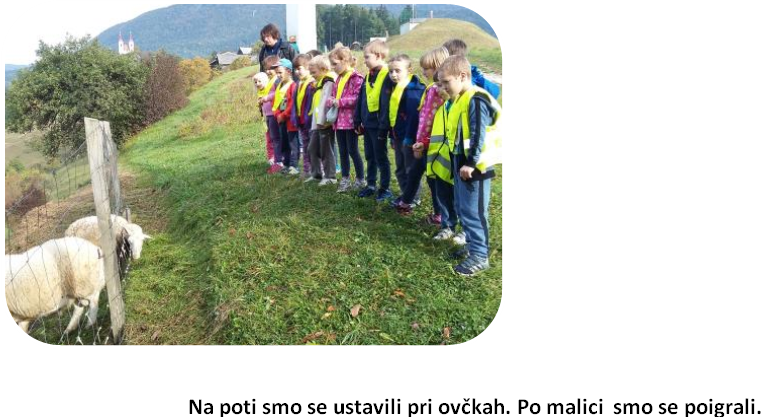 Na poti smo se ustavili pri ovčkah. Po malici  smo se poigrali.